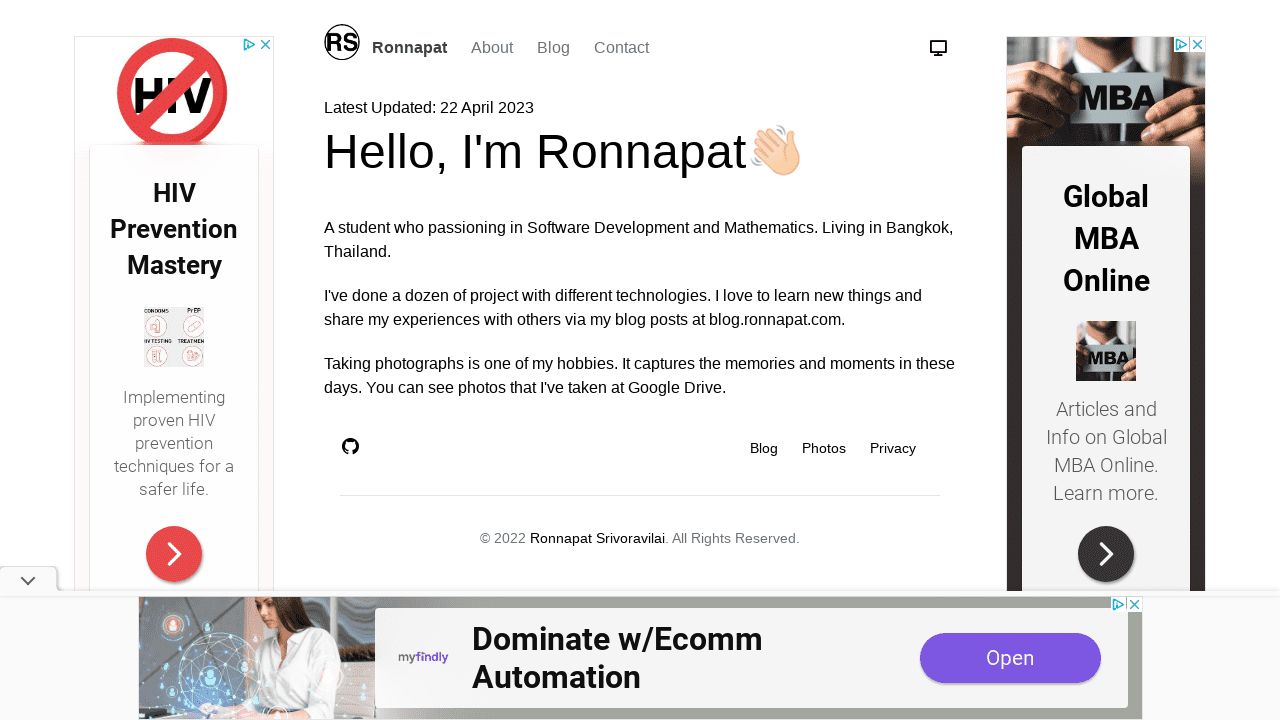 RS Ronnapat About Blog Contact
Latest Updated: 22 April 2023
Hello, I'm Ronnapat
A student who passioning in Software Development and Mathematics. Living in Bangkok,
Thailand.
I've done a dozen of project with different technologies. I love to learn new things and
share my experiences with others via my blog posts at blog.ronnapat.com.
Taking photographs is one of my hobbies. It captures the memories and moments in these
days. You can see photos that I've taken at Google Drive.
Blog Photos Privacy
© 2022 Ronnapat Srivoravilai. All Rights Reserved.
HIV
HIV
Prevention
Mastery
CONDOMS PrEP
HIV TESTING TREATMEN
Implementing
proven HIV
prevention
techniques for a
safer life.
MBA
Global
MBA
Online
MBA
Articles and
Info on Global
MBA Online.
Learn more.
myfindly
Dominate w/Ecomm
Automation
Open